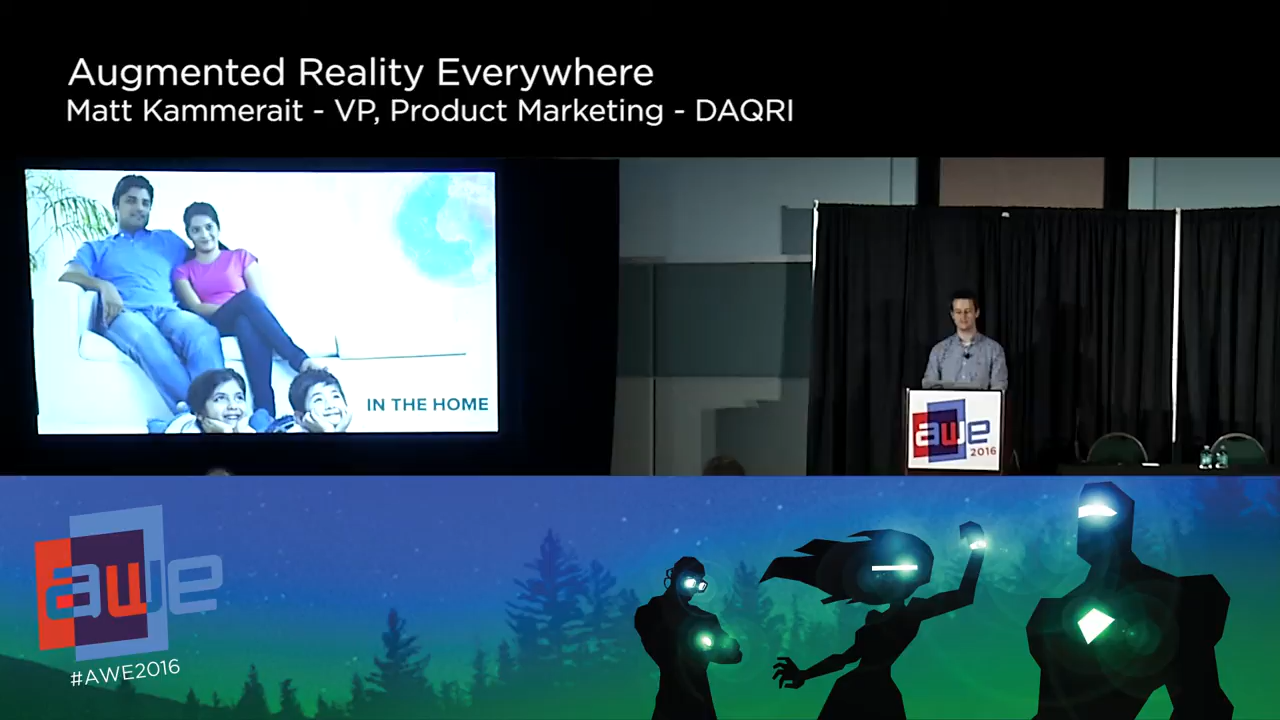 Augmented Reality Everywhere
Matt Kammerait - VP, Product Marketing - DAQRI
IN THE HOME
awe
2016
awe
#AWE2016